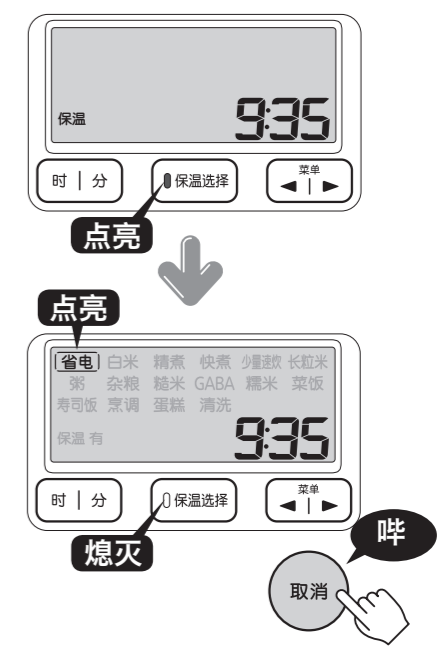 保温 9:35
时 | 分 保温选择 菜单
点亮
点亮
省电 白米 精煮 快煮 少量速炊 长粒米
粥 杂粮 糙米 GABA 糯米 菜饭
寿司饭 烹调 蛋糕 清洗
保温 有 9:35
时 | 分 保温选择 菜单
熄灭
哔
取消